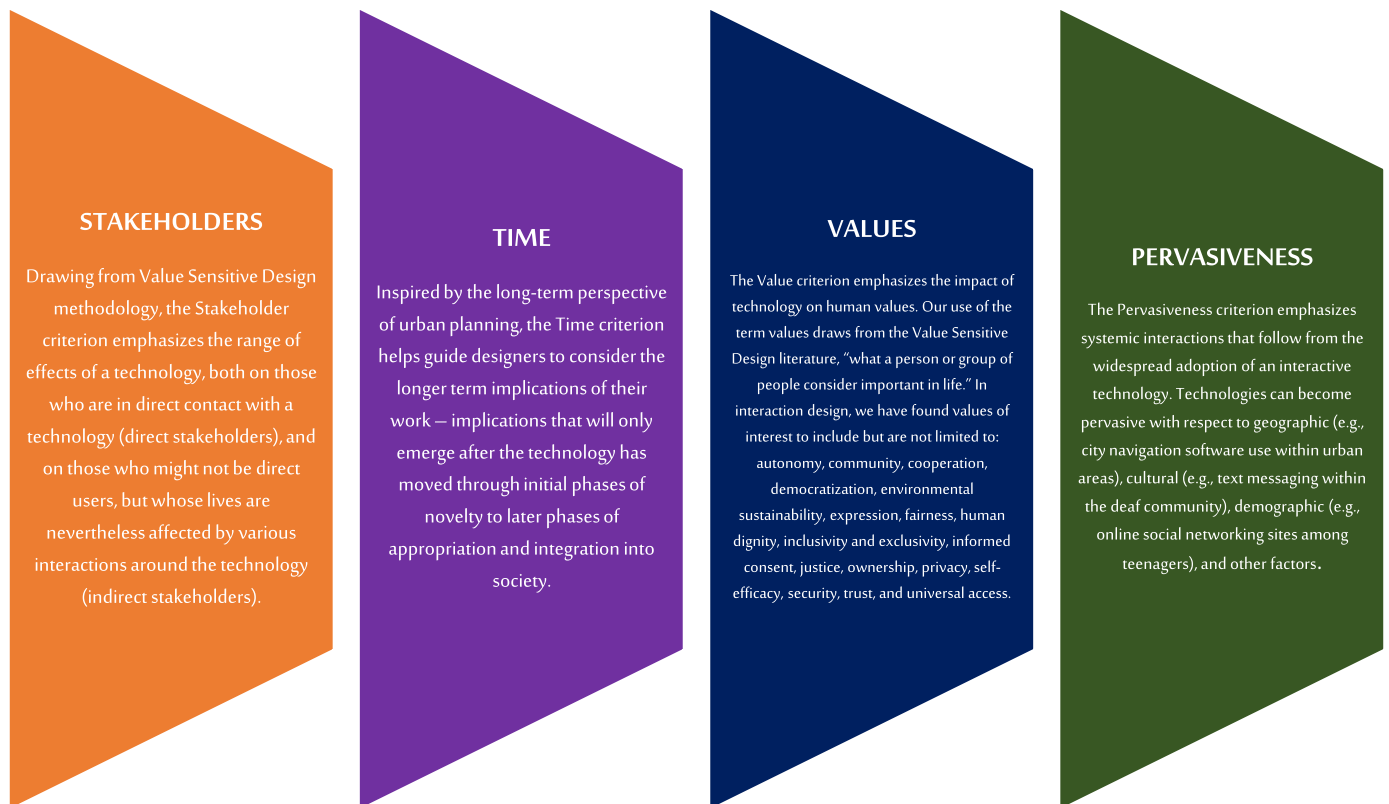 STAKEHOLDERS
Drawing from Value Sensitive Design
methodology, the Stakeholder
criterion emphasizes the range of
effects of a technology, both on those
who are in direct contact with a
technology (direct stakeholders), and
on those who might not be direct
users, but whose lives are
nevertheless affected by various
interactions around the technology
(indirect stakeholders).
TIME
Inspired by the long-term perspective
of urban planning, the Time criterion
helps guide designers to consider the
longer term implications of their
work – implications that will only
emerge after the technology has
moved through initial phases of
novelty to later phases of
appropriation and integration into
society.
VALUES
The Value criterion emphasizes the impact of
technology on human values. Our use of the
term values draws from the Value Sensitive
Design literature, “what a person or group of
people consider important in life.” In
interaction design, we have found values of
interest to include but are not limited to:
autonomy, community, cooperation,
democratization, environmental
sustainability, expression, fairness, human
dignity, inclusivity and exclusivity, informed
consent, justice, ownership, privacy, self-
efficacy, security, trust, and universal access.
PERVASIVENESS
The Pervasiveness criterion emphasizes
systemic interactions that follow from the
widespread adoption of an interactive
technology. Technologies can become
pervasive with respect to geographic (e.g.,
city navigation software use within urban
areas), cultural (e.g., text messaging within
the deaf community), demographic (e.g.,
online social networking sites among
teenagers), and other factors.